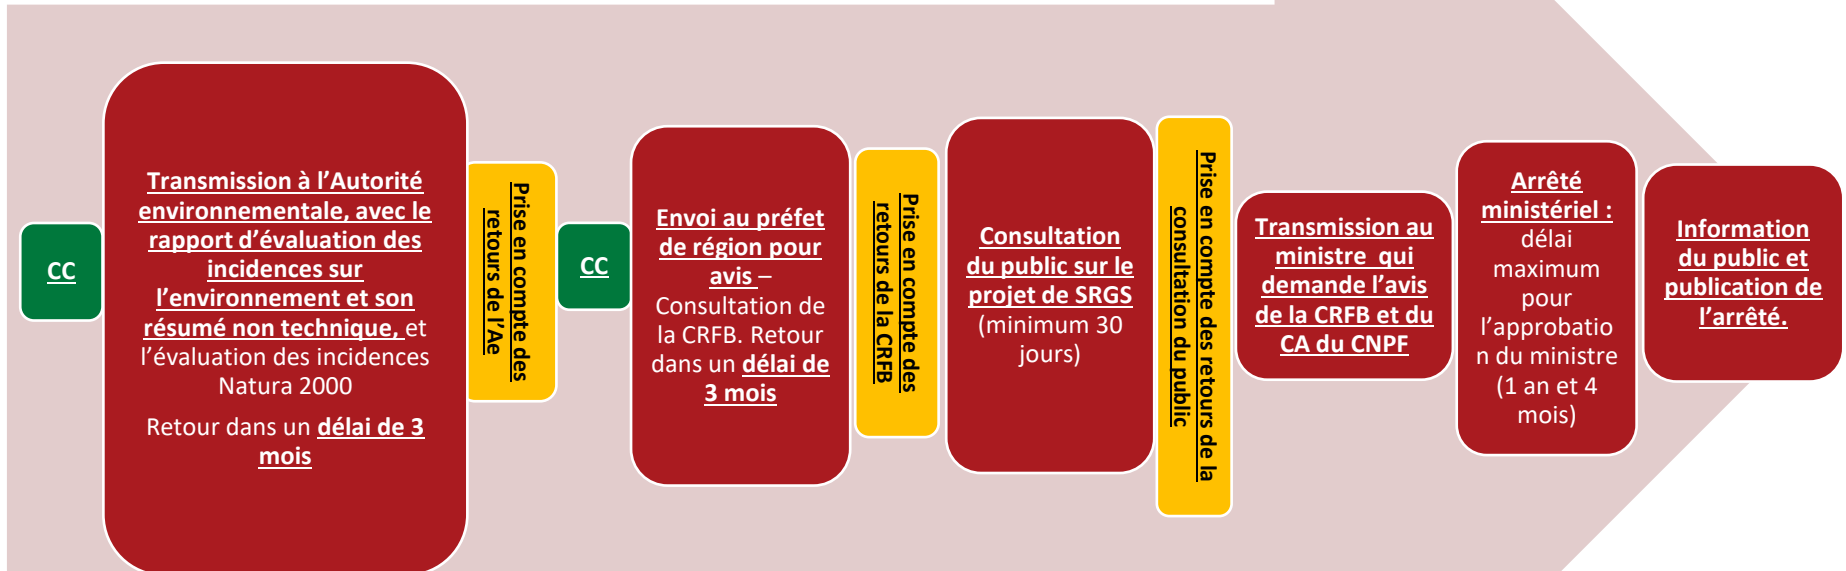 CC
Transmission à l'Autorité
environnementale, avec le
rapport d'évaluation des
incidences sur
l'environnement et son
résumé non technique, et
l'évaluation des incidences
Natura 2000
Retour dans un délai de 3
mois
Prise en compte des
retours de l'Ae
CC
Envoi au préfet
de région pour
avis –
Consultation de
la CRFB. Retour
dans un délai de
3 mois
Prise en compte des
retours de la CRFB
Consultation
du public sur le
projet de SRGS
(minimum 30
jours)
Prise en compte des retours de la
consultation du public
Transmission au
ministre qui
demande l'avis
de la CRFB et du
CA du CNPF
Arrêté
ministériel :
délai
maximum
pour
l'approbatio
n du ministre
(1 an et 4
mois)
Information
du public et
publication de
l'arrêté.